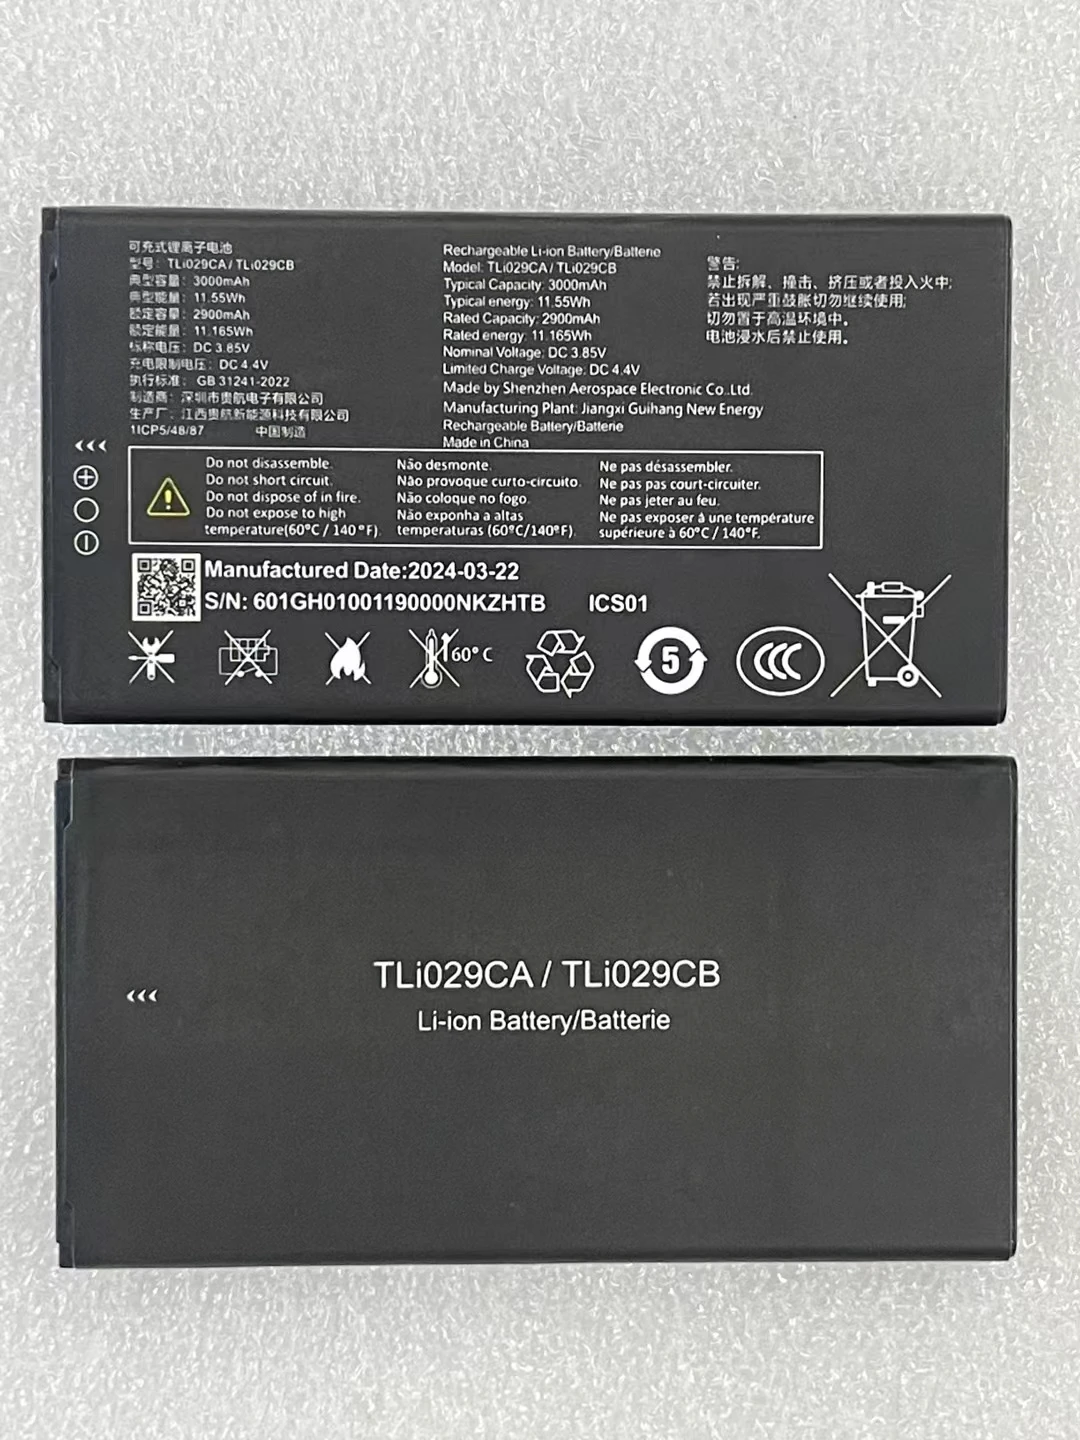 可充式锂离子电池
型号: TLi029CA / TLi029CB
典型容量: 3000mAh
典型能量: 11.55Wh
额定容量: 2900mAh
额定能量: 11.165Wh
标称电压: DC 3.85V
充电限制电压: DC 4.4V
执行标准: GB 31241-2022
制造商: 深圳市贵航电子有限公司
生产厂: 江西贵航新能源科技有限公司
1ICP5/48/87 中国制造
Rechargeable Li-ion Battery/Batterie
Model: TLi029CA / TLi029CB
Typical Capacity: 3000mAh
Typical energy: 11.55Wh
Rated Capacity: 2900mAh
Rated energy: 11.165Wh
Nominal Voltage: DC 3.85V
Limited Charge Voltage: DC 4.4V
Made by Shenzhen Aerospace Electronic Co.,Ltd.
Manufacturing Plant: Jiangxi Guihang New Energy
Rechargeable Battery/Batterie
Made in China
警告:
禁止拆解、撞击、挤压或者投入火中;
若出现严重鼓胀切勿继续使用;
切勿置于高温环境中。
电池浸水后禁止使用。
Do not disassemble.
Do not short circuit.
Do not dispose of in fire.
Do not expose to high
temperature(60°C / 140°F).
Não desmonte.
Não provoque curto-circuito.
Não coloque no fogo.
Não exponha a altas
temperaturas (60ºC/140ºF).
Ne pas désassembler.
Ne pas pas court-circuiter.
Ne pas jeter au feu.
Ne pas exposer à une température
supérieure à 60°C / 140°F.
Manufactured Date:2024-03-22
S/N: 601GH01001190000NKZHTB ICS01
60° C
5
CCC
TLi029CA / TLi029CB
Li-ion Battery/Batterie